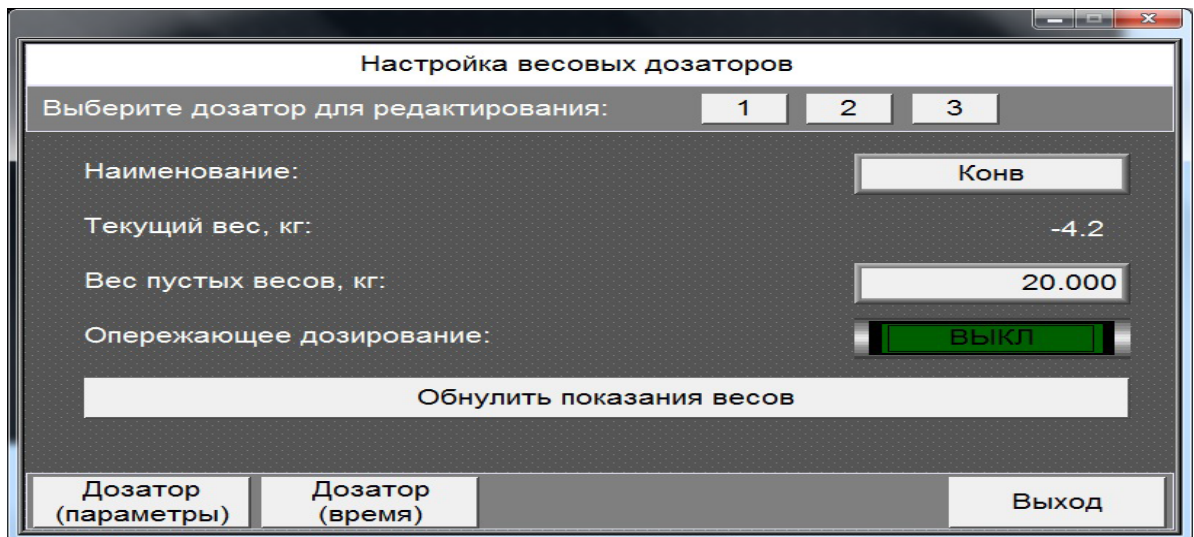 Настройка весовых дозаторов
Выберите дозатор для редактирования: 1 2 3
Наименование: Конв
Текущий вес, кг: -4.2
Вес пустых весов, кг: 20.000
Опережающее дозирование: ВЫКЛ
Обнулить показания весов
Дозатор
(параметры)
Дозатор
(время)
Выход